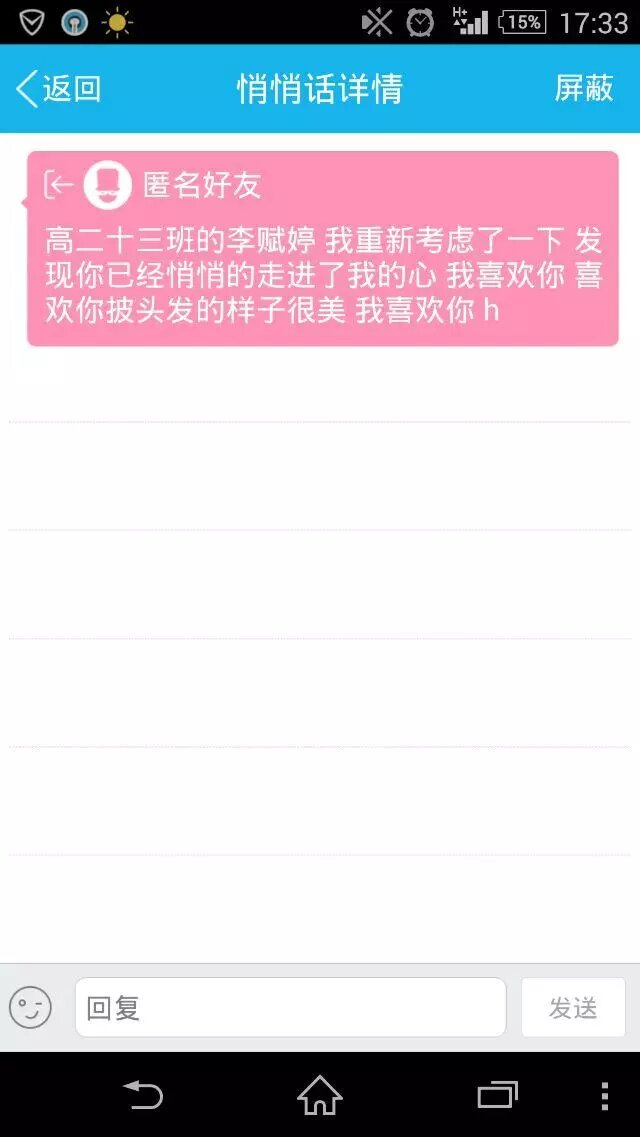 H+ 15% 17:33
返回 悄悄话详情 屏蔽
匿名好友
高二十三班的李赋婷 我重新考虑了一下 发
现你已经悄悄的走进了我的心 我喜欢你 喜
欢你披头发的样子很美 我喜欢你 h
回复 发送